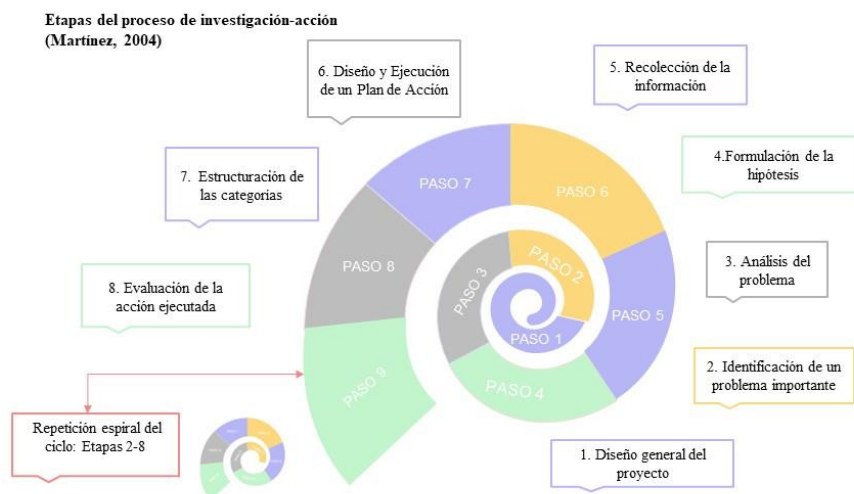 Etapas del proceso de investigación-acción
(Martínez, 2004)
6. Diseño y Ejecución
de un Plan de Acción
5. Recolección de la
información
7. Estructuración de
las categorías
4.Formulación de la
hipótesis
8. Evaluación de la
acción ejecutada
3. Análisis del
problema
2. Identificación de un
problema importante
Repetición espiral del
ciclo: Etapas 2-8
1. Diseño general del
proyecto
PASO 1
PASO 2
PASO 3
PASO 4
PASO 5
PASO 6
PASO 7
PASO 8
PASO 9